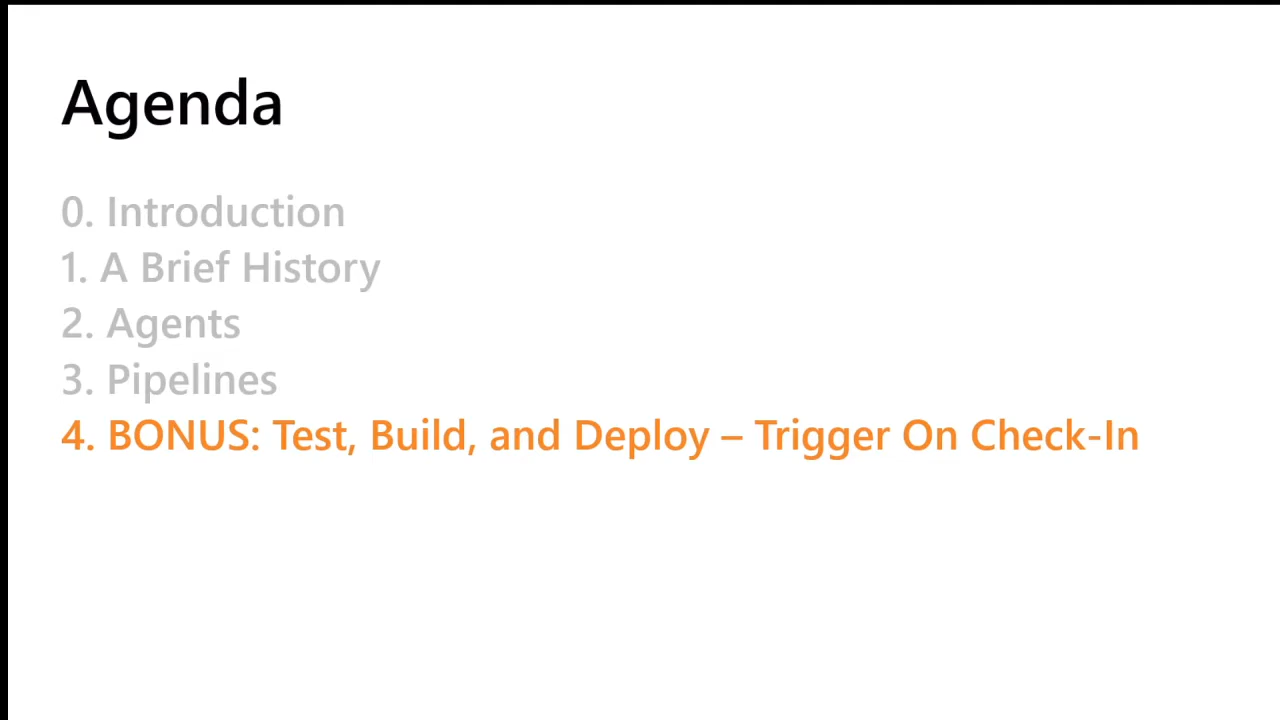 Agenda
0. Introduction
1. A Brief History
2. Agents
3. Pipelines
4. BONUS: Test, Build, and Deploy – Trigger On Check-In